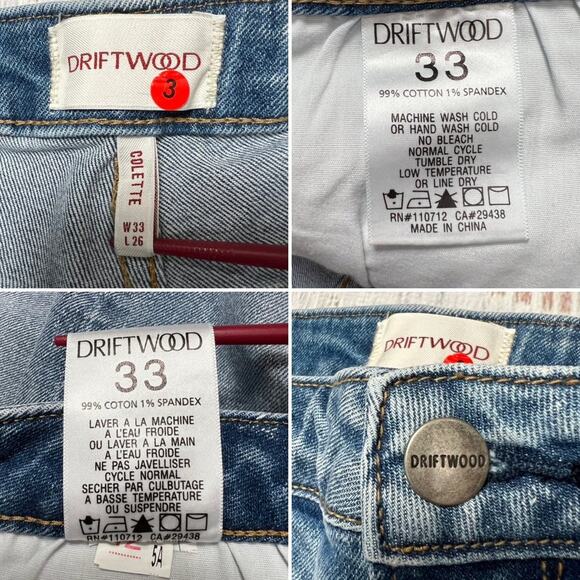 DRIFTWOOD
3
COLETTE
W 33
L 26
DRIFTWOOD
33
99% COTTON 1% SPANDEX
MACHINE WASH COLD
OR HAND WASH COLD
NO BLEACH
NORMAL CYCLE
TUMBLE DRY
LOW TEMPERATURE
OR LINE DRY
RN#110712 CA#29438
MADE IN CHINA
DRIFTWOOD
33
99% COTON 1% SPANDEX
LAVER A LA MACHINE
A L'EAU FROIDE
OU LAVER A LA MAIN
A L'EAU FROIDE
NE PAS JAVELLISER
CYCLE NORMAL
SECHER PAR CULBUTAGE
A BASSE TEMPERATURE
OU SUSPENDRE
RN#110712 CA#29438
5A
DRIFTWOOD
DRIFTWOOD